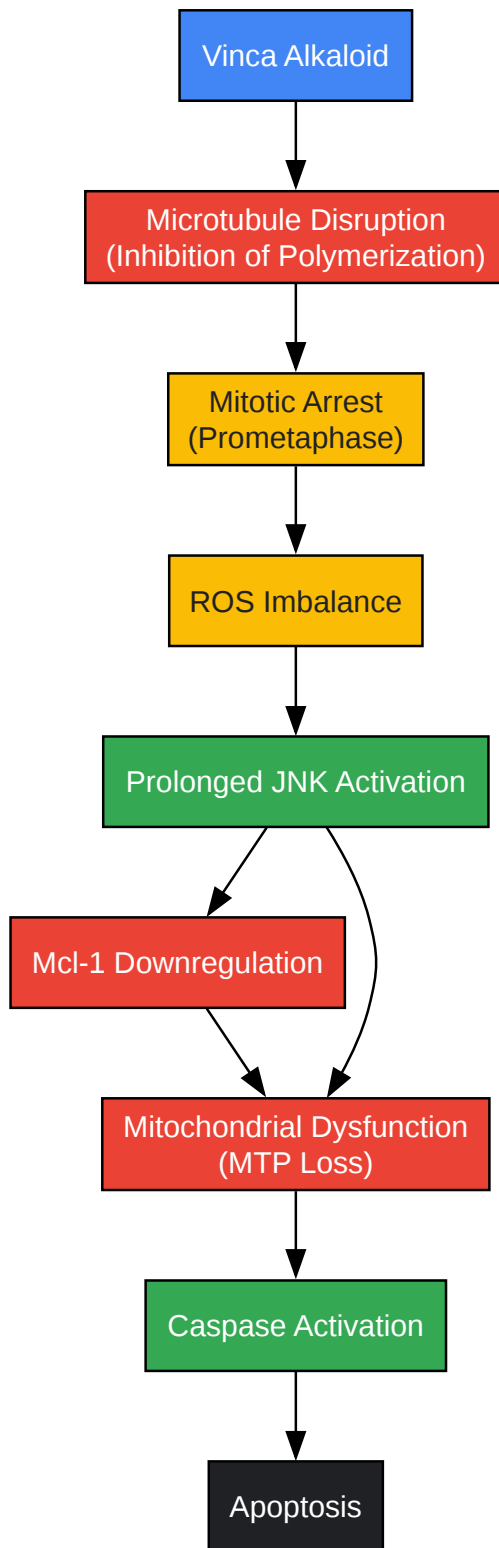 Vinca Alkaloid
Microtubule Disruption
(Inhibition of Polymerization)
Mitotic Arrest
(Prometaphase)
ROS Imbalance
Prolonged JNK Activation
Mcl-1 Downregulation
Mitochondrial Dysfunction
(MTP Loss)
Caspase Activation
Apoptosis